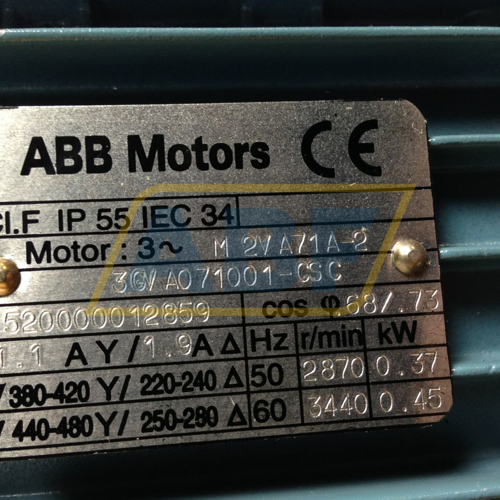 ABB Motors CE
Cl.F IP 55 IEC 34
Motor : 3~ M2VA71A-2
3GVA071001-CSC
520000012859 cos φ.68/.73
1.1 A Y/1.9A Δ Hz r/min kW
/380-420 Y/ 220-240 Δ 50 2870 0.37
/440-480 Y/ 250-280 Δ 60 3440 0.45